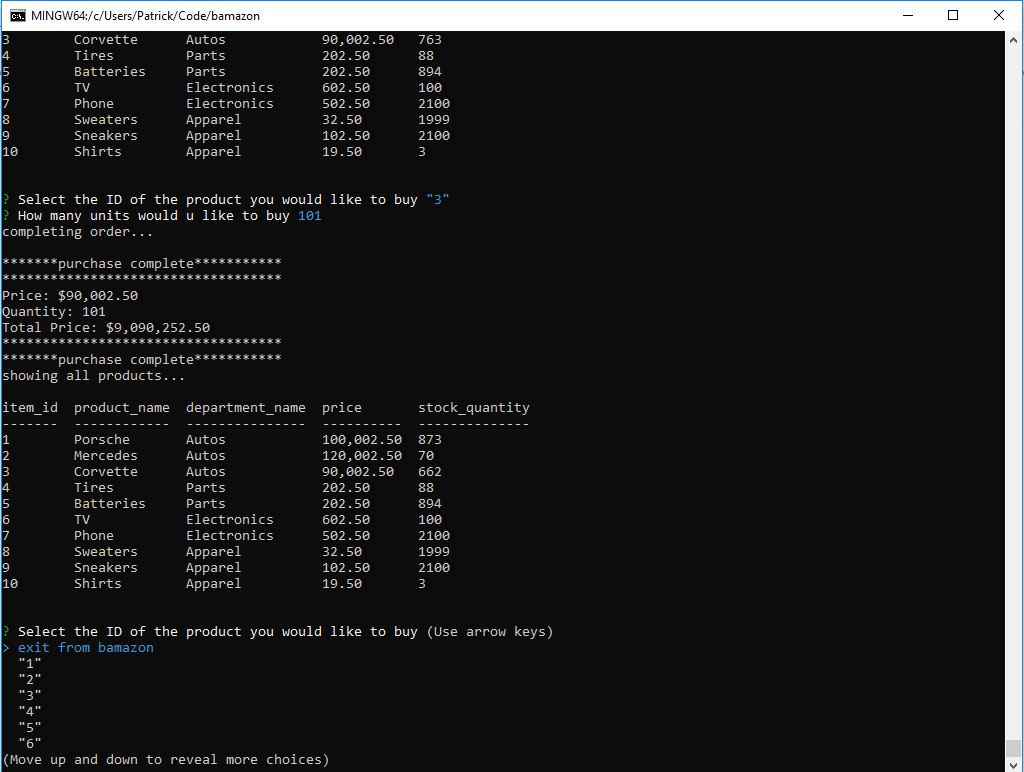 MINGW64:/c/Users/Patrick/Code/bamazon
3        Corvette      Autos            90,002.50   763
4        Tires         Parts            202.50      88
5        Batteries     Parts            202.50      894
6        TV            Electronics      602.50      100
7        Phone         Electronics      502.50      2100
8        Sweaters      Apparel          32.50       1999
9        Sneakers      Apparel          102.50      2100
10       Shirts        Apparel          19.50       3
? Select the ID of the product you would like to buy "3"
? How many units would u like to buy 101
completing order...
*******purchase complete***********
***********************************
Price: $90,002.50
Quantity: 101
Total Price: $9,090,252.50
***********************************
*******purchase complete***********
showing all products...
item_id  product_name  department_name  price       stock_quantity
-------  ------------  ---------------  ----------  --------------
1        Porsche       Autos            100,002.50  873
2        Mercedes      Autos            120,002.50  70
3        Corvette      Autos            90,002.50   662
4        Tires         Parts            202.50      88
5        Batteries     Parts            202.50      894
6        TV            Electronics      602.50      100
7        Phone         Electronics      502.50      2100
8        Sweaters      Apparel          32.50       1999
9        Sneakers      Apparel          102.50      2100
10       Shirts        Apparel          19.50       3
? Select the ID of the product you would like to buy (Use arrow keys)
> exit from bamazon
  "1"
  "2"
  "3"
  "4"
  "5"
  "6"
(Move up and down to reveal more choices)